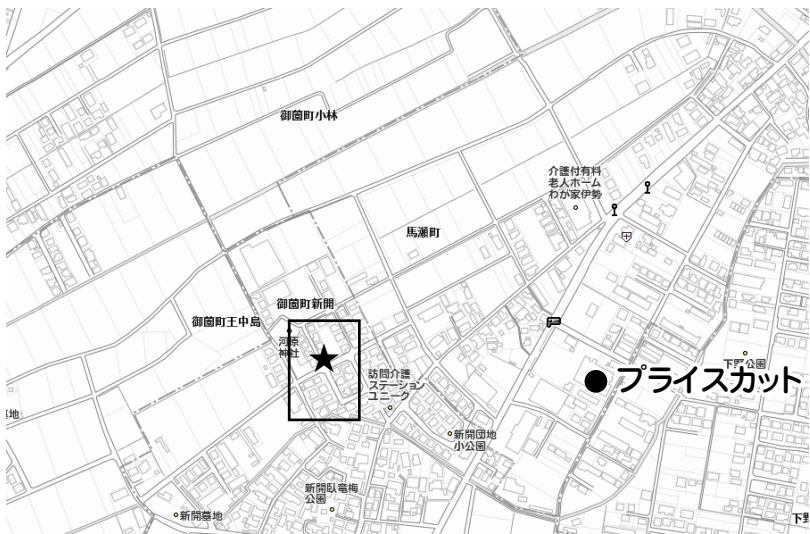 御薗町小林
介護付有料
老人ホーム
わが家伊勢
馬瀬町
御薗町新開
御薗町王中島
河原
神社
訪問介護
ステーション
ユニーク
下野公園
プライスカット
新開団地
小公園
新開臥竜梅
公園
新開墓地
墓地
下野